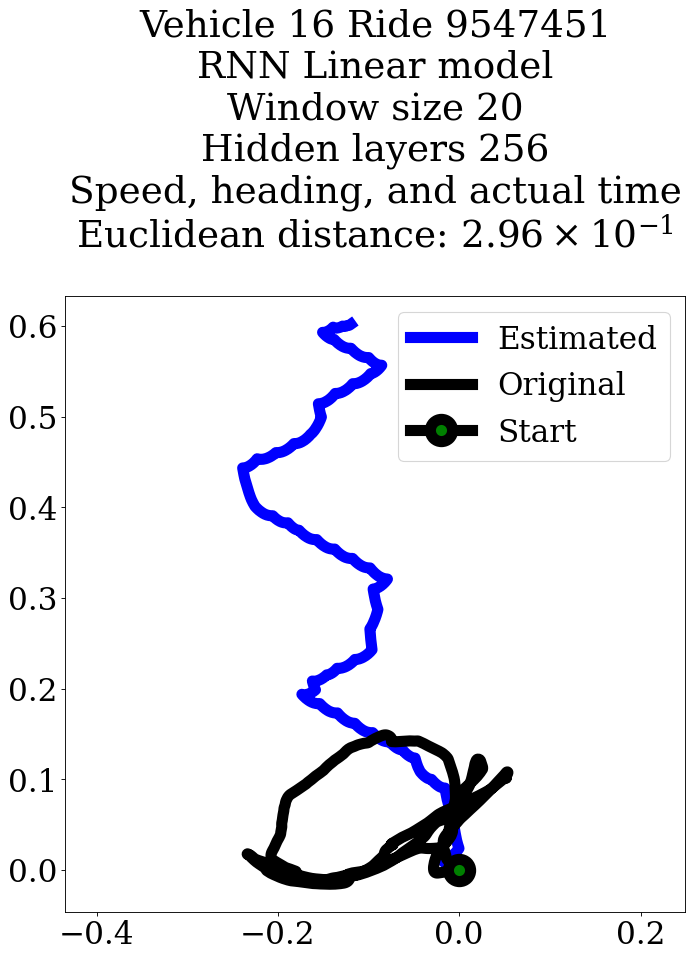 Vehicle 16 Ride 9547451
RNN Linear model
Window size 20
Hidden layers 256
Speed, heading, and actual time
Euclidean distance: 2.96 × 10⁻¹
Estimated
Original
Start
0.6
0.5
0.4
0.3
0.2
0.1
0.0
−0.4 −0.2 0.0 0.2